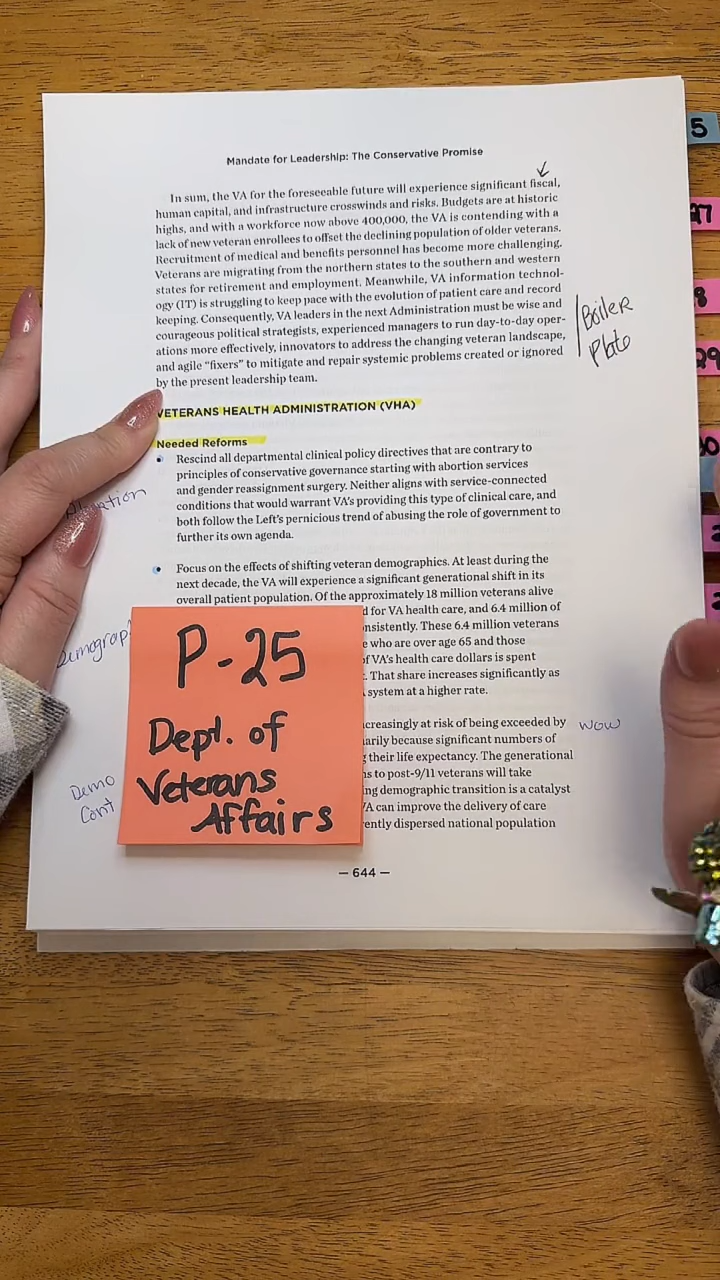 Mandate for Leadership: The Conservative Promise
In sum, the VA for the foreseeable future will experience significant fiscal,
human capital, and infrastructure crosswinds and risks. Budgets are at historic
highs, and with a workforce now above 400,000, the VA is contending with a
lack of new veteran enrollees to offset the declining population of older veterans.
Recruitment of medical and benefits personnel has become more challenging.
Veterans are migrating from the northern states to the southern and western
states for retirement and employment. Meanwhile, VA information technol-
ogy (IT) is struggling to keep pace with the evolution of patient care and record
keeping. Consequently, VA leaders in the next Administration must be wise and
courageous political strategists, experienced managers to run day-to-day oper-
ations more effectively, innovators to address the changing veteran landscape,
and agile “fixers” to mitigate and repair systemic problems created or ignored
by the present leadership team.
Boiler
Plate
VETERANS HEALTH ADMINISTRATION (VHA)
Needed Reforms
• Rescind all departmental clinical policy directives that are contrary to
principles of conservative governance starting with abortion services
and gender reassignment surgery. Neither aligns with service-connected
conditions that would warrant VA’s providing this type of clinical care, and
both follow the Left’s pernicious trend of abusing the role of government to
further its own agenda.
• Focus on the effects of shifting veteran demographics. At least during the
next decade, the VA will experience a significant generational shift in its
overall patient population. Of the approximately 18 million veterans alive
d for VA health care, and 6.4 million of
nsistently. These 6.4 million veterans
e who are over age 65 and those
of VA’s health care dollars is spent
. That share increases significantly as
system at a higher rate.
creasingly at risk of being exceeded by
arily because significant numbers of
their life expectancy. The generational
ns to post-9/11 veterans will take
ng demographic transition is a catalyst
A can improve the delivery of care
ently dispersed national population
wow
Demograp
Demo
Cont
P-25
Dept. of
Veterans
Affairs
— 644 —
5
27
8
29
30